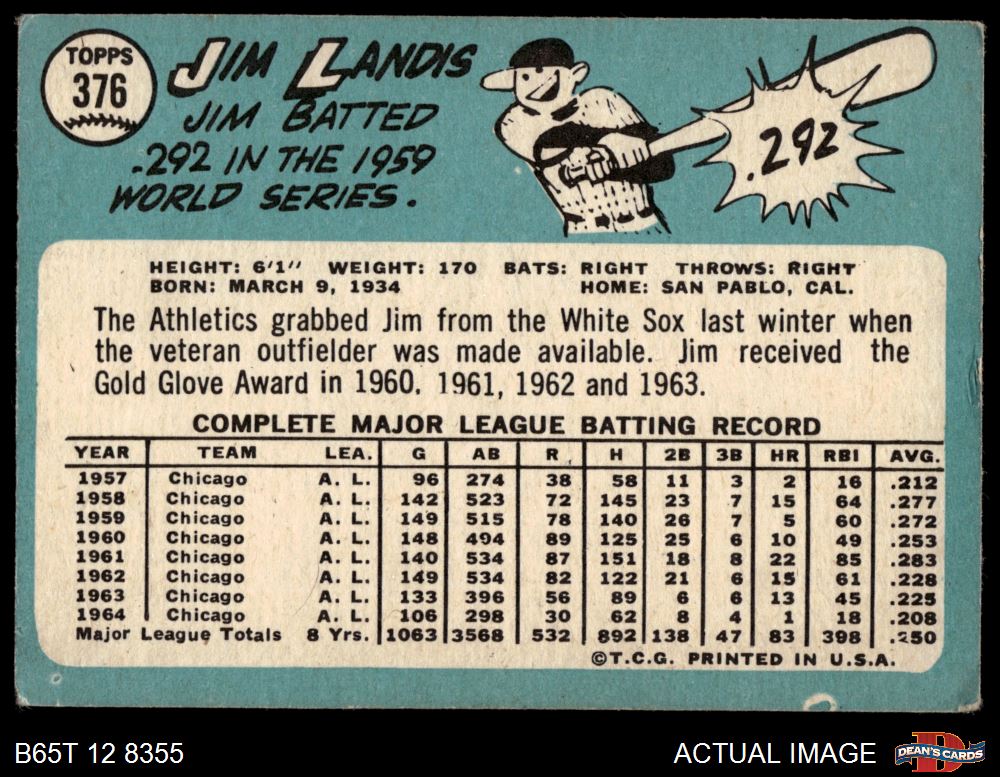 TOPPS
376
JIM LANDIS
JIM BATTED
.292 IN THE 1959
WORLD SERIES.
.292
HEIGHT: 6'1" WEIGHT: 170 BATS: RIGHT THROWS: RIGHT
BORN: MARCH 9, 1934 HOME: SAN PABLO, CAL.
The Athletics grabbed Jim from the White Sox last winter when
the veteran outfielder was made available. Jim received the
Gold Glove Award in 1960. 1961, 1962 and 1963.
COMPLETE MAJOR LEAGUE BATTING RECORD
YEAR TEAM LEA. G AB R H 2B 3B HR RBI AVG.
1957 Chicago A. L. 96 274 38 58 11 3 2 16 .212
1958 Chicago A. L. 142 523 72 145 23 7 15 64 .277
1959 Chicago A. L. 149 515 78 140 26 7 5 60 .272
1960 Chicago A. L. 148 494 89 125 25 6 10 49 .253
1961 Chicago A. L. 140 534 87 151 18 8 22 85 .283
1962 Chicago A. L. 149 534 82 122 21 6 15 61 .228
1963 Chicago A. L. 133 396 56 89 6 6 13 45 .225
1964 Chicago A. L. 106 298 30 62 8 4 1 18 .208
Major League Totals 8 Yrs. 1063 3568 532 892 138 47 83 398 .250
©T.C.G. PRINTED IN U.S.A.
B65T 12 8355
ACTUAL IMAGE
DEAN'S CARDS